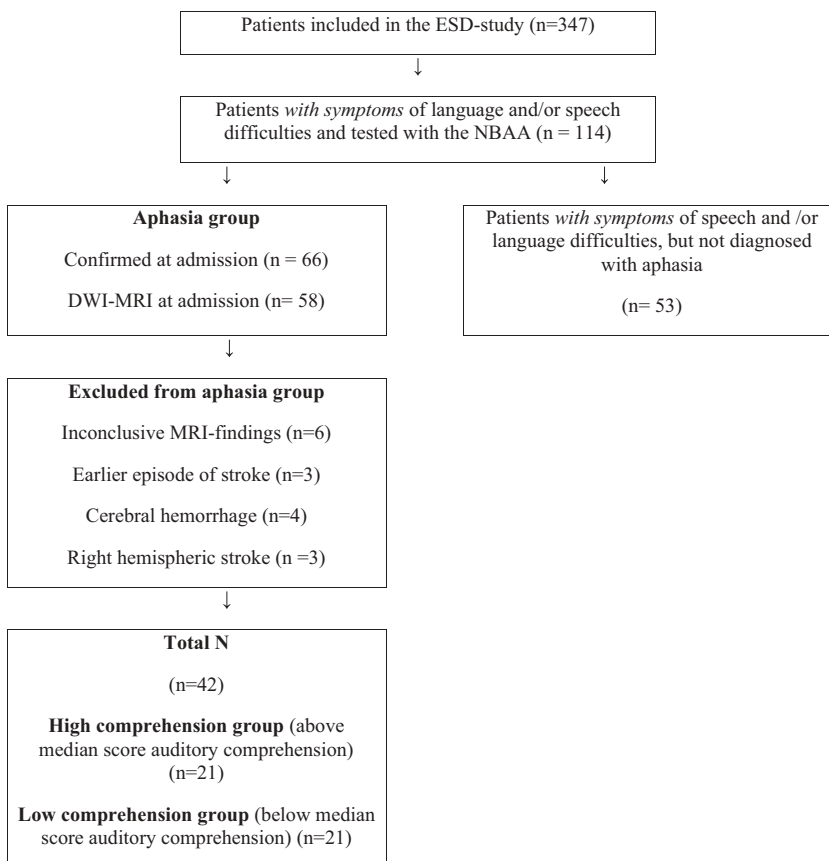 Patients included in the ESD-study (n=347)
↓
Patients with symptoms of language and/or speech
difficulties and tested with the NBAA (n = 114)
↓
↓
Aphasia group
Confirmed at admission (n = 66)
DWI-MRI at admission (n= 58)
Patients with symptoms of speech and /or
language difficulties, but not diagnosed
with aphasia
(n= 53)
↓
Excluded from aphasia group
Inconclusive MRI-findings (n=6)
Earlier episode of stroke (n=3)
Cerebral hemorrhage (n=4)
Right hemispheric stroke (n =3)
↓
Total N
(n=42)
High comprehension group (above
median score auditory comprehension)
(n=21)
Low comprehension group (below median
score auditory comprehension) (n=21)